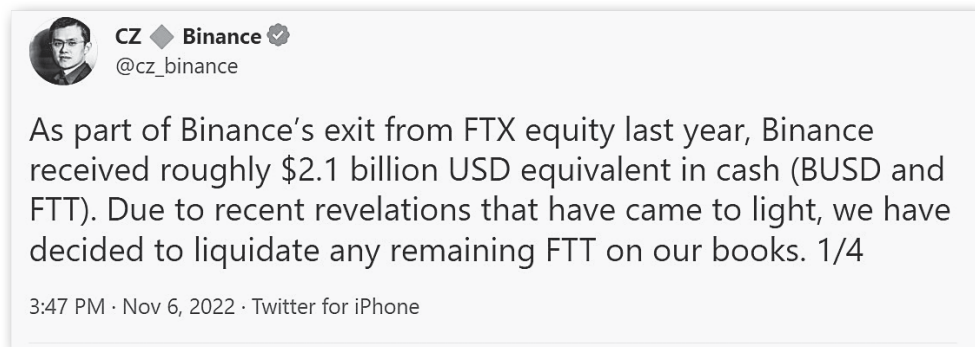 CZ 🔶 Binance
@cz_binance
As part of Binance’s exit from FTX equity last year, Binance
received roughly $2.1 billion USD equivalent in cash (BUSD and
FTT). Due to recent revelations that have came to light, we have
decided to liquidate any remaining FTT on our books. 1/4
3:47 PM · Nov 6, 2022 · Twitter for iPhone